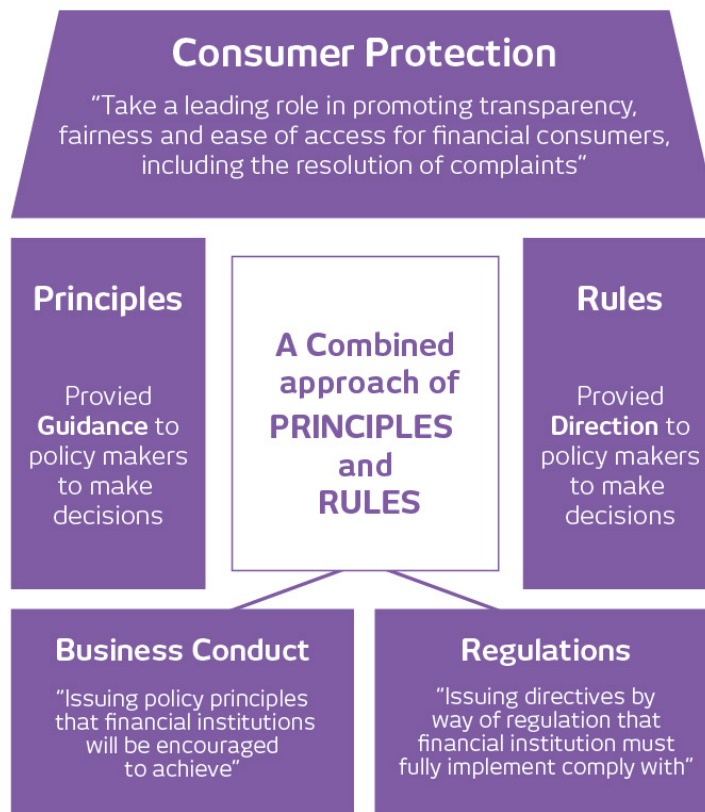 Consumer Protection
“Take a leading role in promoting transparency,
fairness and ease of access for financial consumers,
including the resolution of complaints”
Principles
Provied
Guidance to
policy makers
to make
decisions
A Combined
approach of
PRINCIPLES
and
RULES
Rules
Provied
Direction to
policy makers
to make
decisions
Business Conduct
“Issuing policy principles
that financial institutions
will be encouraged
to achieve”
Regulations
“Issuing directives by
way of regulation that
financial institution must
fully implement comply with”